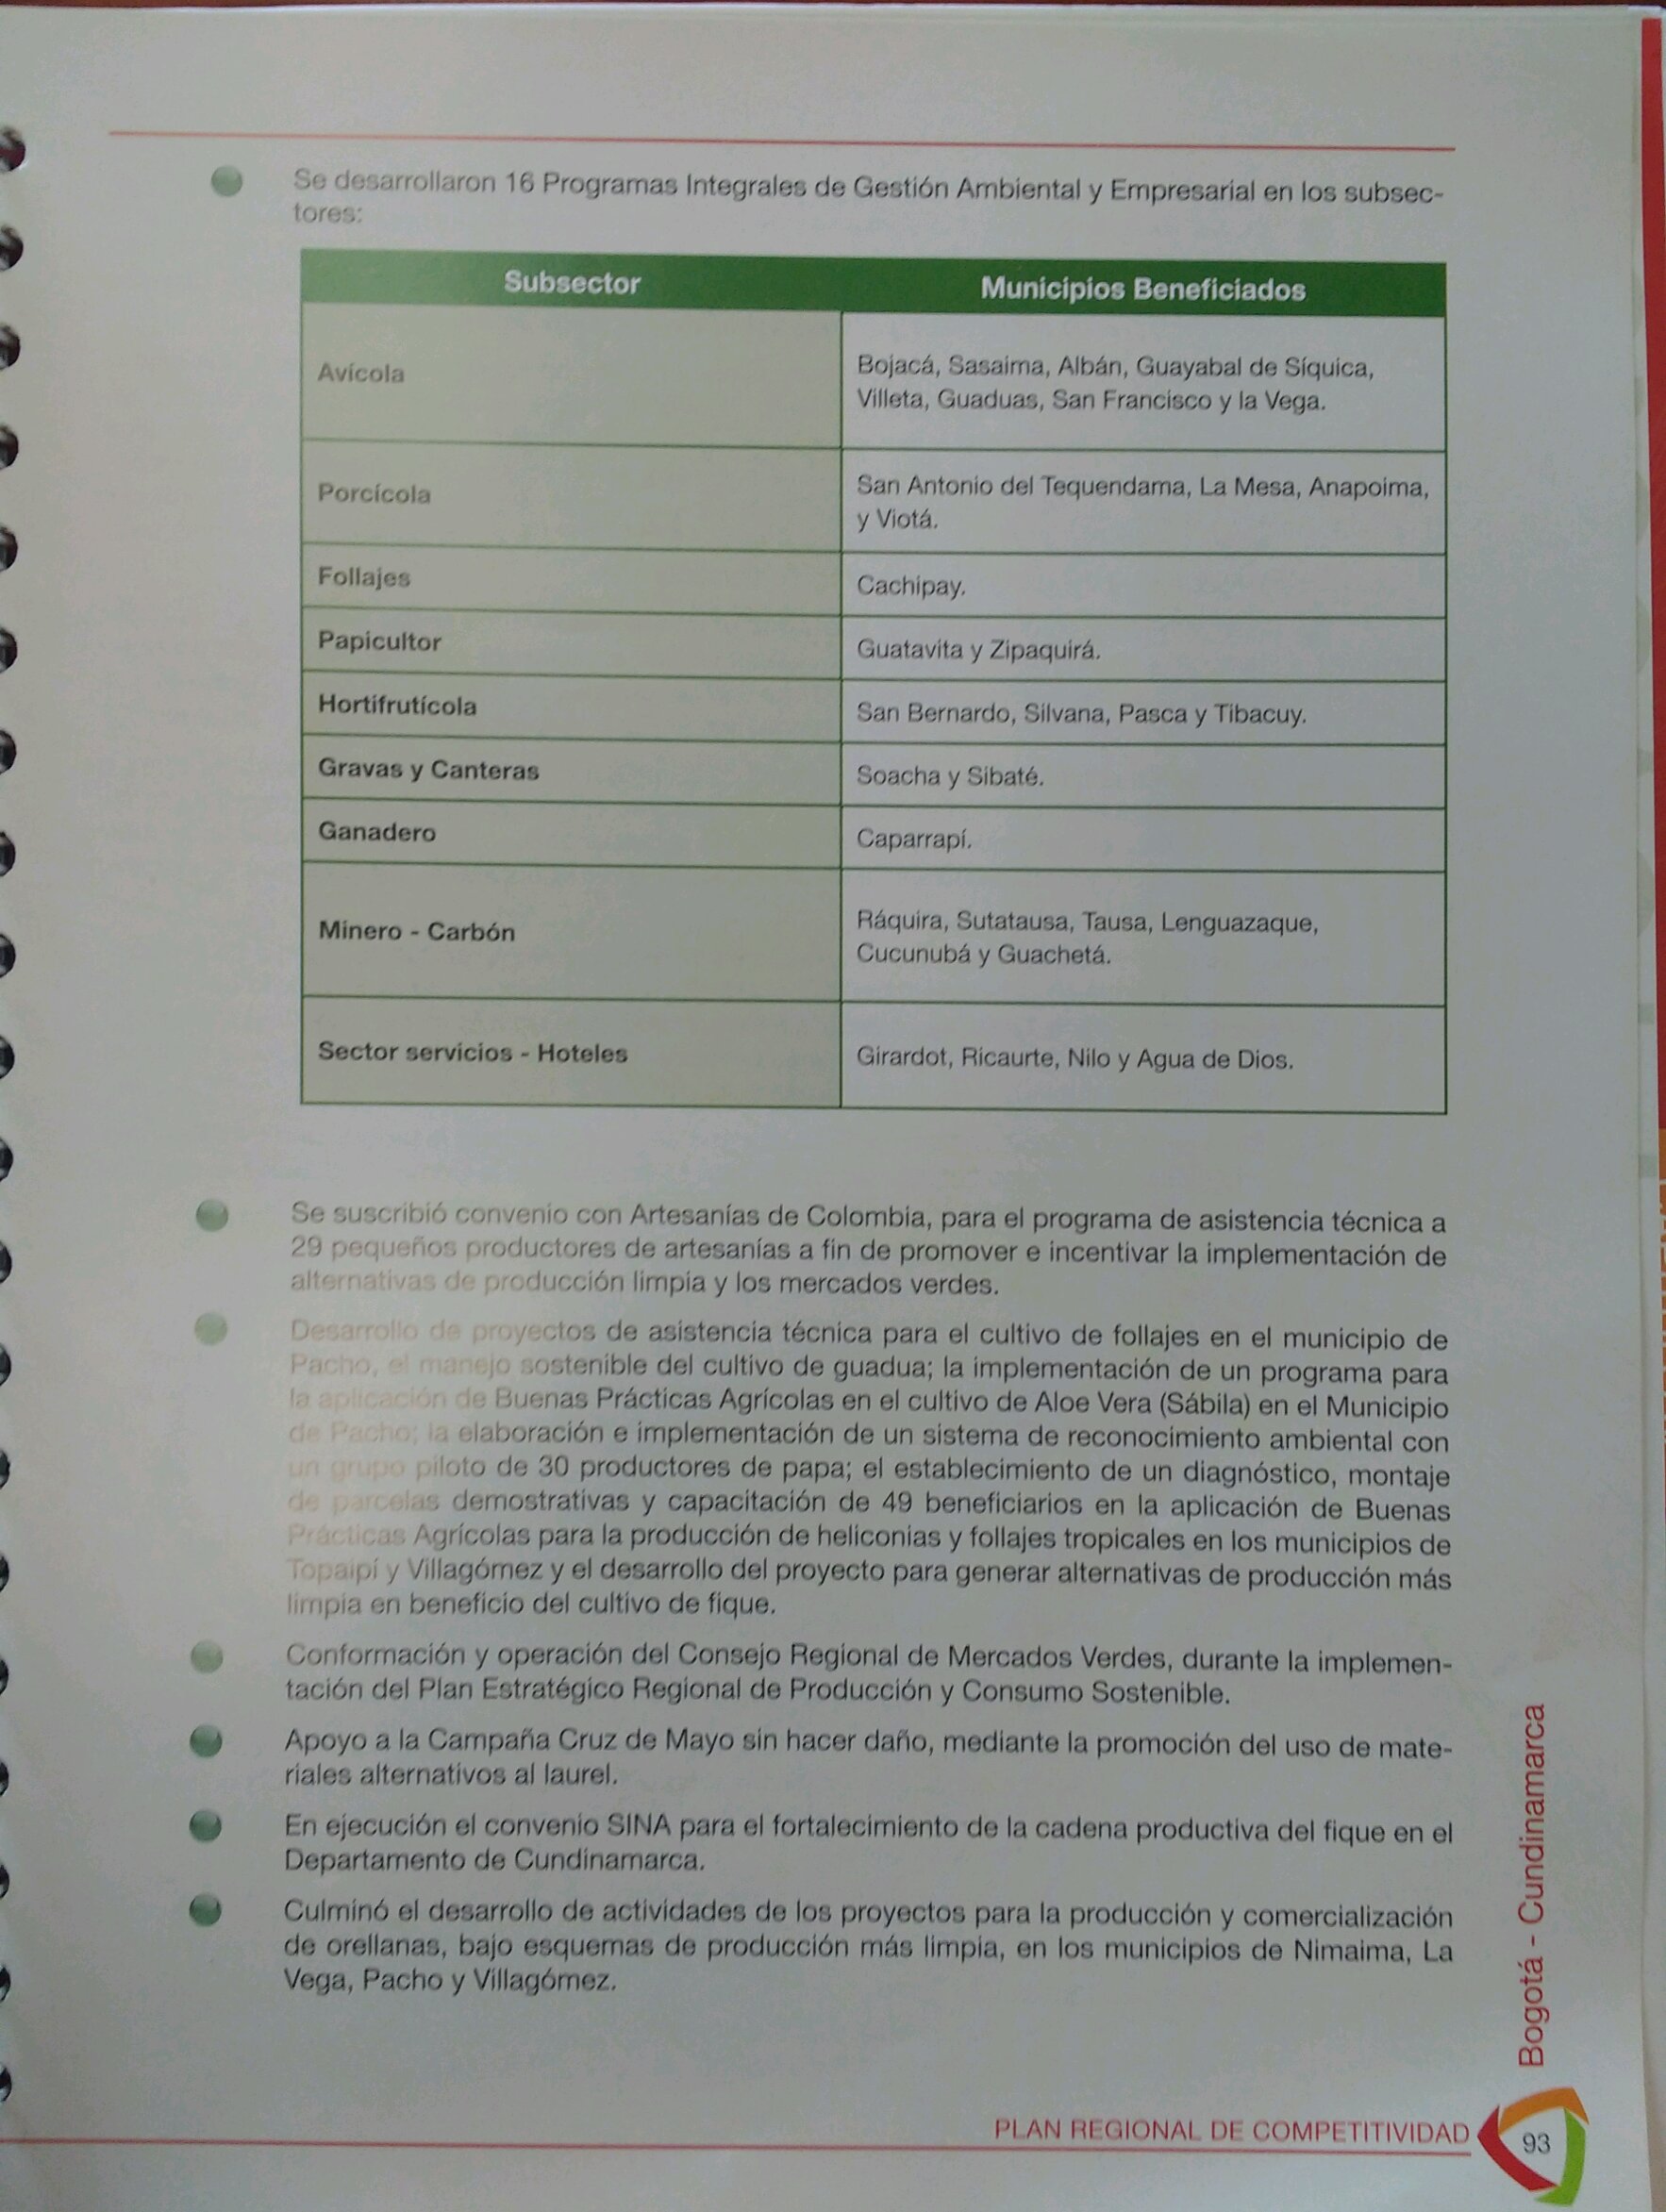 Se desarrollaron 16 Programas Integrales de Gestión Ambiental y Empresarial en los subsec-
tores:
Subsector
Municipios Beneficiados
Avícola
Bojacá, Sasaima, Albán, Guayabal de Síquica,
Villeta, Guaduas, San Francisco y la Vega.
Porcícola
San Antonio del Tequendama, La Mesa, Anapoima,
y Viotá.
Follajes
Cachipay.
Papicultor
Guatavita y Zipaquirá.
Hortifrutícola
San Bernardo, Silvana, Pasca y Tibacuy.
Gravas y Canteras
Soacha y Sibaté.
Ganadero
Caparrapí.
Minero - Carbón
Ráquira, Sutatausa, Tausa, Lenguazaque,
Cucunubá y Guachetá.
Sector servicios - Hoteles
Girardot, Ricaurte, Nilo y Agua de Dios.
Se suscribió convenio con Artesanías de Colombia, para el programa de asistencia técnica a
29 pequeños productores de artesanías a fin de promover e incentivar la implementación de
alternativas de producción limpia y los mercados verdes.
Desarrollo de proyectos de asistencia técnica para el cultivo de follajes en el municipio de
Pacho, el manejo sostenible del cultivo de guadua; la implementación de un programa para
la aplicación de Buenas Prácticas Agrícolas en el cultivo de Aloe Vera (Sábila) en el Municipio
de Pacho; la elaboración e implementación de un sistema de reconocimiento ambiental con
un grupo piloto de 30 productores de papa; el establecimiento de un diagnóstico, montaje
de parcelas demostrativas y capacitación de 49 beneficiarios en la aplicación de Buenas
Prácticas Agrícolas para la producción de heliconias y follajes tropicales en los municipios de
Topaipí y Villagómez y el desarrollo del proyecto para generar alternativas de producción más
limpia en beneficio del cultivo de fique.
Conformación y operación del Consejo Regional de Mercados Verdes, durante la implemen-
tación del Plan Estratégico Regional de Producción y Consumo Sostenible.
Apoyo a la Campaña Cruz de Mayo sin hacer daño, mediante la promoción del uso de mate-
riales alternativos al laurel.
En ejecución el convenio SINA para el fortalecimiento de la cadena productiva del fique en el
Departamento de Cundinamarca.
Culminó el desarrollo de actividades de los proyectos para la producción y comercialización
de orellanas, bajo esquemas de producción más limpia, en los municipios de Nimaima, La
Vega, Pacho y Villagómez.
Bogotá - Cundinamarca
PLAN REGIONAL DE COMPETITIVIDAD
93